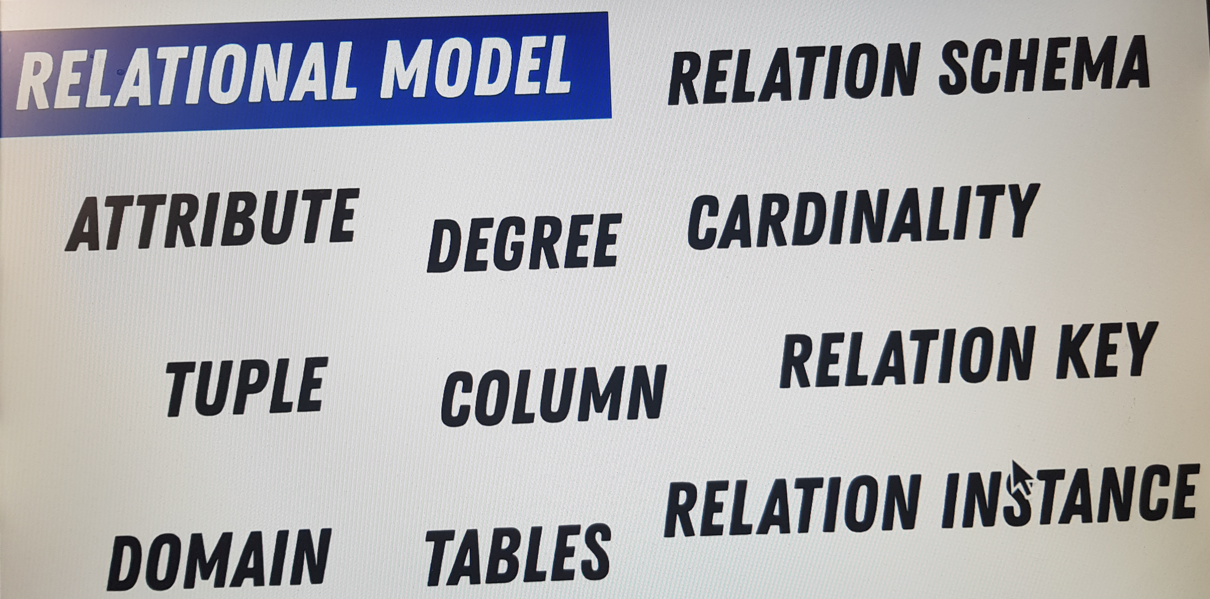 RELATIONAL MODEL
RELATION SCHEMA
ATTRIBUTE
DEGREE
CARDINALITY
TUPLE
COLUMN
RELATION KEY
DOMAIN
TABLES
RELATION INSTANCE